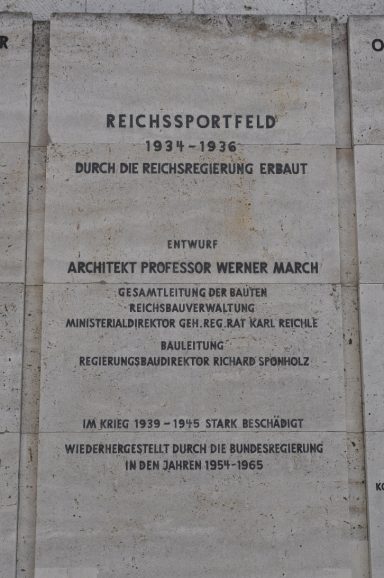 REICHSSPORTFELD
1934-1936
DURCH DIE REICHSREGIERUNG ERBAUT
ENTWURF
ARCHITEKT PROFESSOR WERNER MARCH
GESAMTLEITUNG DER BAUTEN
REICHSBAUVERWALTUNG
MINISTERIALDIREKTOR GEH.REG.RAT KARL REICHLE
BAULEITUNG
REGIERUNGSBAUDIREKTOR RICHARD SPONHOLZ
IM KRIEG 1939-1945 STARK BESCHÄDIGT
WIEDERHERGESTELLT DURCH DIE BUNDESREGIERUNG
IN DEN JAHREN 1954-1965